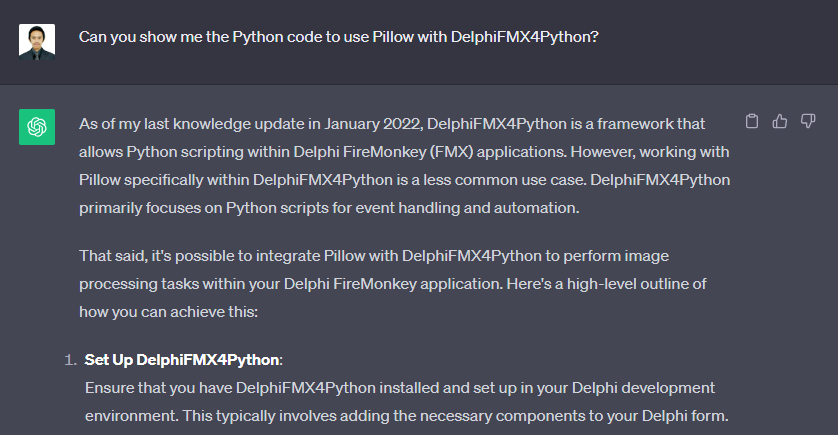 Can you show me the Python code to use Pillow with DelphiFMX4Python?
As of my last knowledge update in January 2022, DelphiFMX4Python is a framework that
allows Python scripting within Delphi FireMonkey (FMX) applications. However, working with
Pillow specifically within DelphiFMX4Python is a less common use case. DelphiFMX4Python
primarily focuses on Python scripts for event handling and automation.
That said, it's possible to integrate Pillow with DelphiFMX4Python to perform image
processing tasks within your Delphi FireMonkey application. Here's a high-level outline of
how you can achieve this:
1. Set Up DelphiFMX4Python:
Ensure that you have DelphiFMX4Python installed and set up in your Delphi development
environment. This typically involves adding the necessary components to your Delphi form.